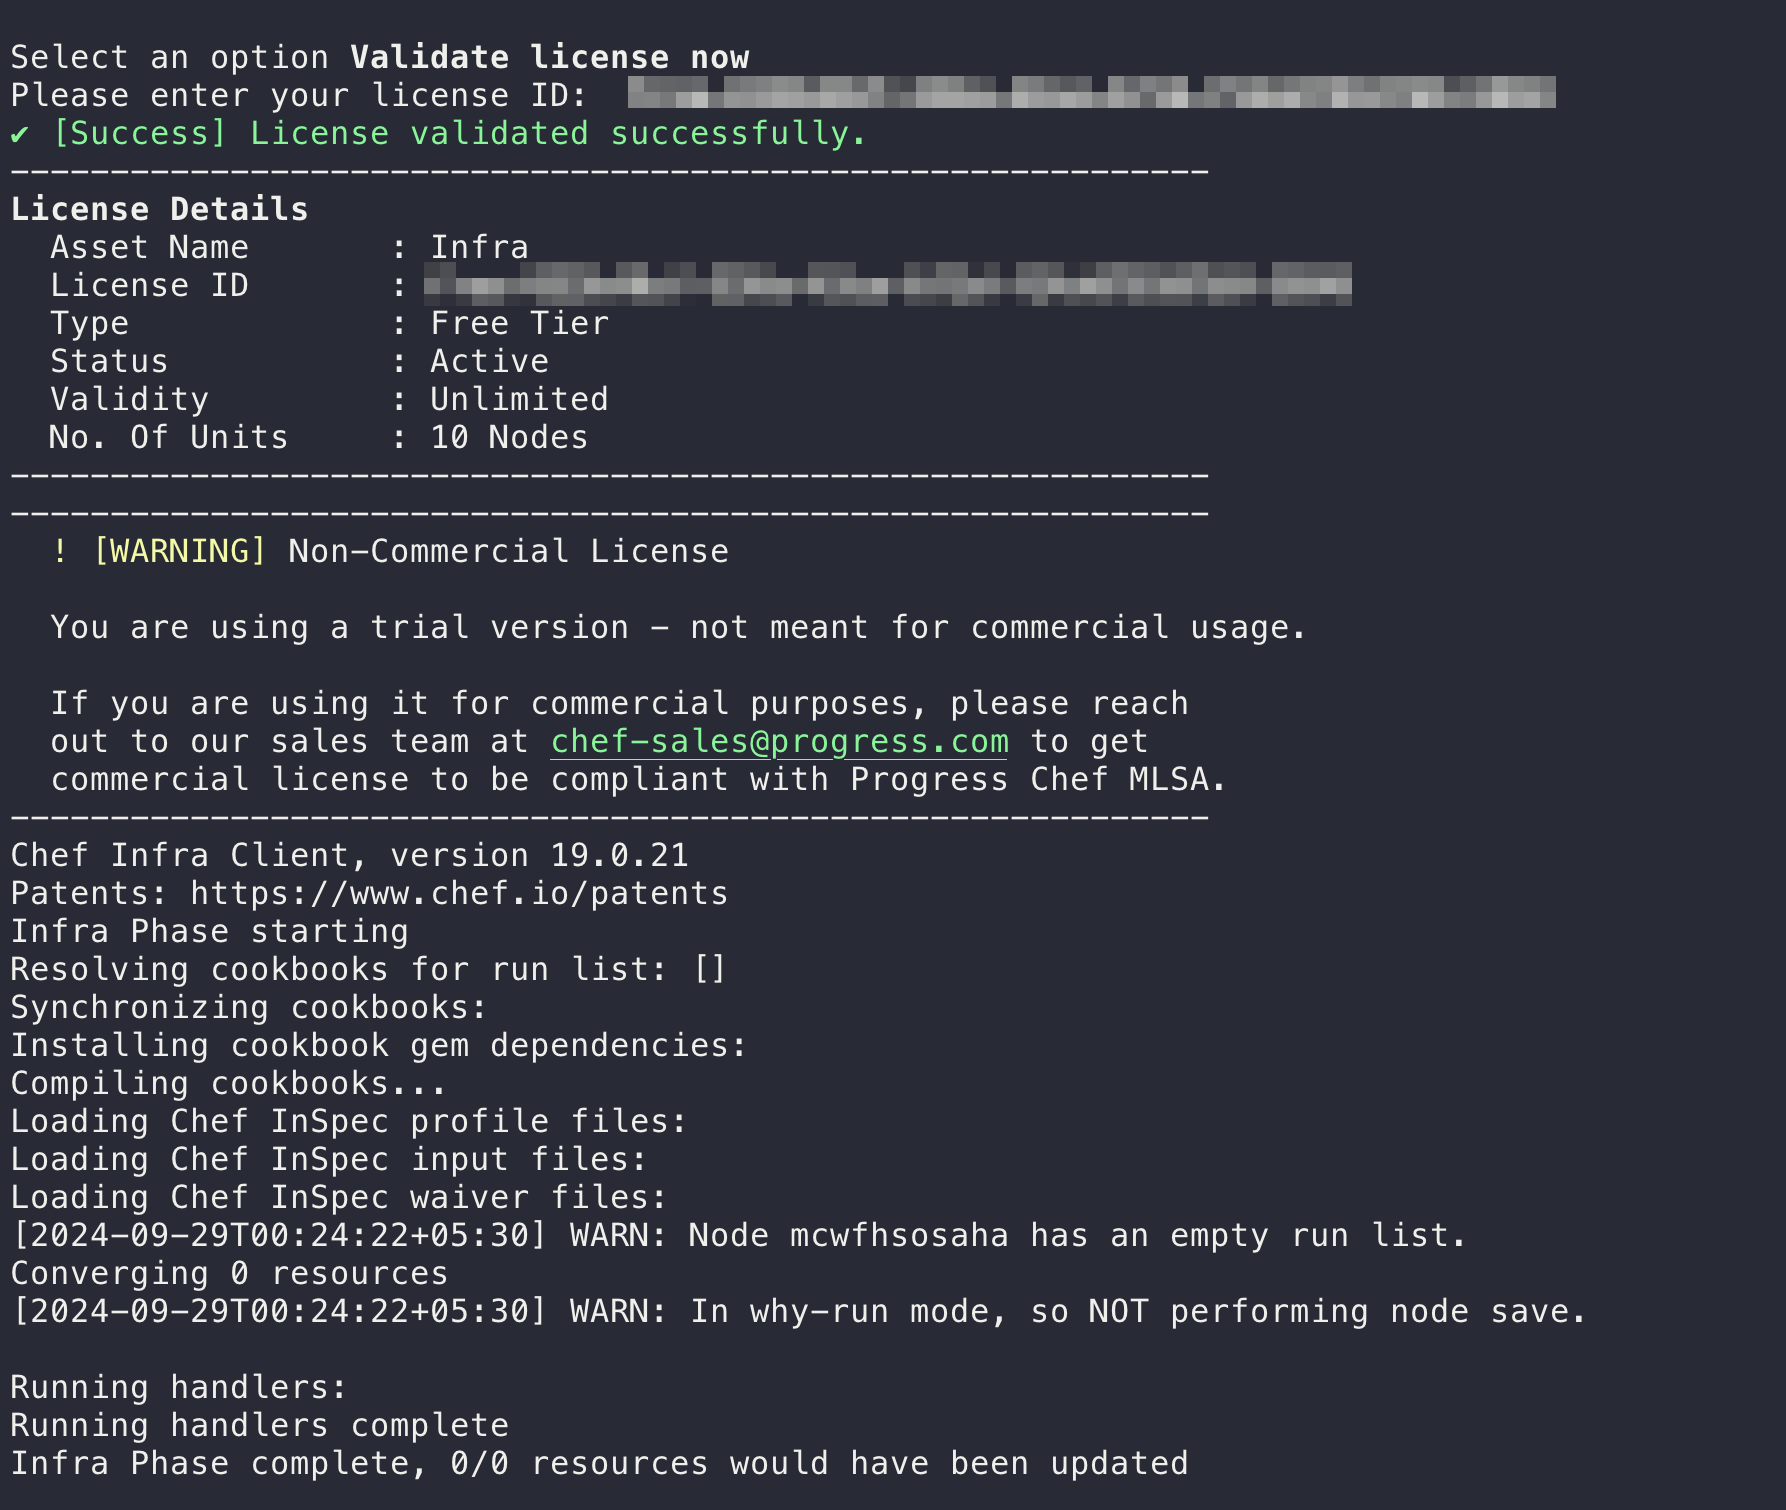 Select an option Validate license now
Please enter your license ID:
✔ [Success] License validated successfully.
------------------------------------------------------------
License Details
  Asset Name       : Infra
  License ID       :
  Type             : Free Tier
  Status           : Active
  Validity         : Unlimited
  No. Of Units     : 10 Nodes
------------------------------------------------------------
------------------------------------------------------------
  ! [WARNING] Non-Commercial License
  You are using a trial version - not meant for commercial usage.
  If you are using it for commercial purposes, please reach
  out to our sales team at chef-sales@progress.com to get
  commercial license to be compliant with Progress Chef MLSA.
------------------------------------------------------------
Chef Infra Client, version 19.0.21
Patents: https://www.chef.io/patents
Infra Phase starting
Resolving cookbooks for run list: []
Synchronizing cookbooks:
Installing cookbook gem dependencies:
Compiling cookbooks...
Loading Chef InSpec profile files:
Loading Chef InSpec input files:
Loading Chef InSpec waiver files:
[2024-09-29T00:24:22+05:30] WARN: Node mcwfhsosaha has an empty run list.
Converging 0 resources
[2024-09-29T00:24:22+05:30] WARN: In why-run mode, so NOT performing node save.
Running handlers:
Running handlers complete
Infra Phase complete, 0/0 resources would have been updated